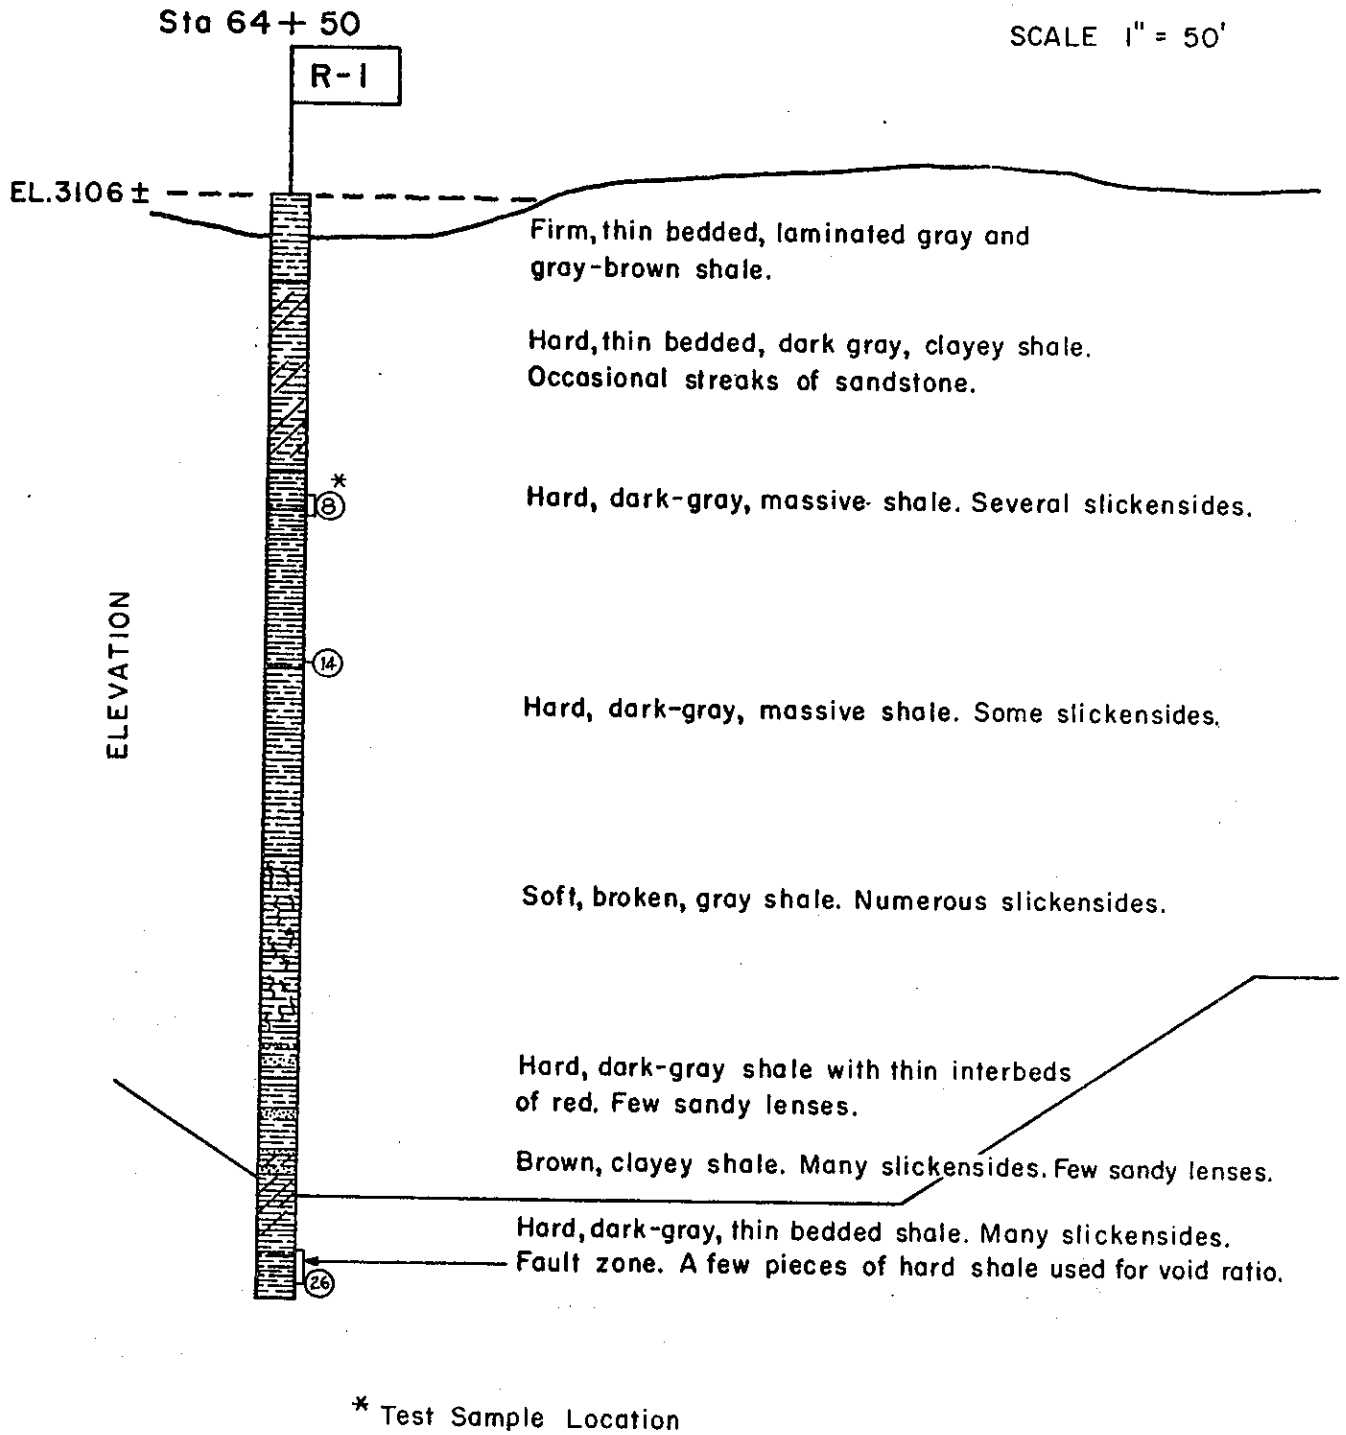 Sta 64 + 50
SCALE 1" = 50'
R-1
EL.3106 ±
Firm, thin bedded, laminated gray and
gray-brown shale.
Hard, thin bedded, dark gray, clayey shale.
Occasional streaks of sandstone.
*
8
Hard, dark-gray, massive shale. Several slickensides.
ELEVATION
14
Hard, dark-gray, massive shale. Some slickensides.
Soft, broken, gray shale. Numerous slickensides.
Hard, dark-gray shale with thin interbeds
of red. Few sandy lenses.
Brown, clayey shale. Many slickensides. Few sandy lenses.
Hard, dark-gray, thin bedded shale. Many slickensides.
Fault zone. A few pieces of hard shale used for void ratio.
26
* Test Sample Location